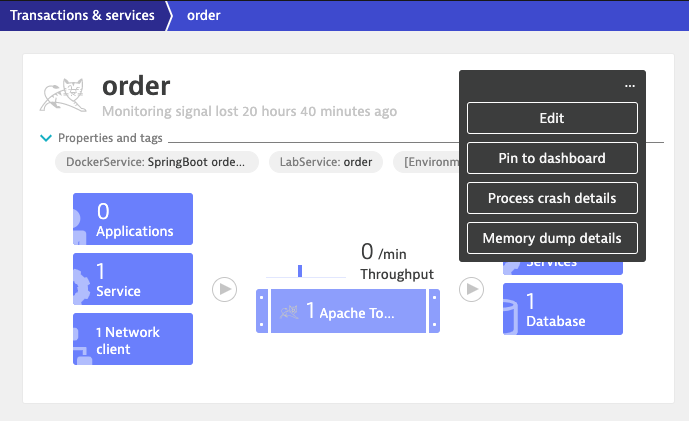 Transactions & services
order
order
Monitoring signal lost 20 hours 40 minutes ago
Properties and tags
DockerService: SpringBoot orde...
LabService: order
[Environm
...
Edit
Pin to dashboard
Process crash details
Memory dump details
0
Applications
1
Service
1 Network
client
0 /min
Throughput
1 Apache To...
Services
1
Database